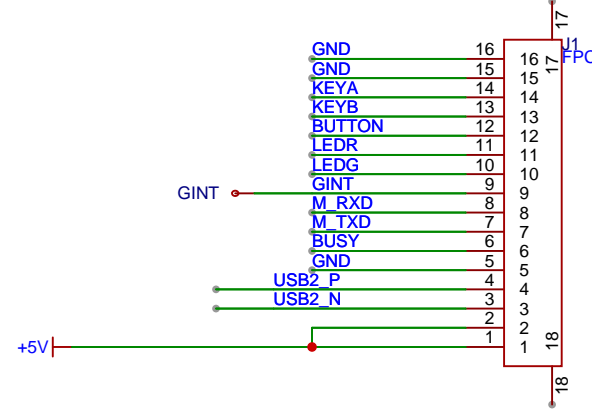 17
J1
GND 16 16 17 FPC
GND 15 15
KEYA 14 14
KEYB 13 13
BUTTON 12 12
LEDR 11 11
LEDG 10 10
GINT GINT 9 9
M_RXD 8 8
M_TXD 7 7
BUSY 6 6
GND 5 5
USB2_P 4 4
USB2_N 3 3
2 2
+5V 1 1 18
18